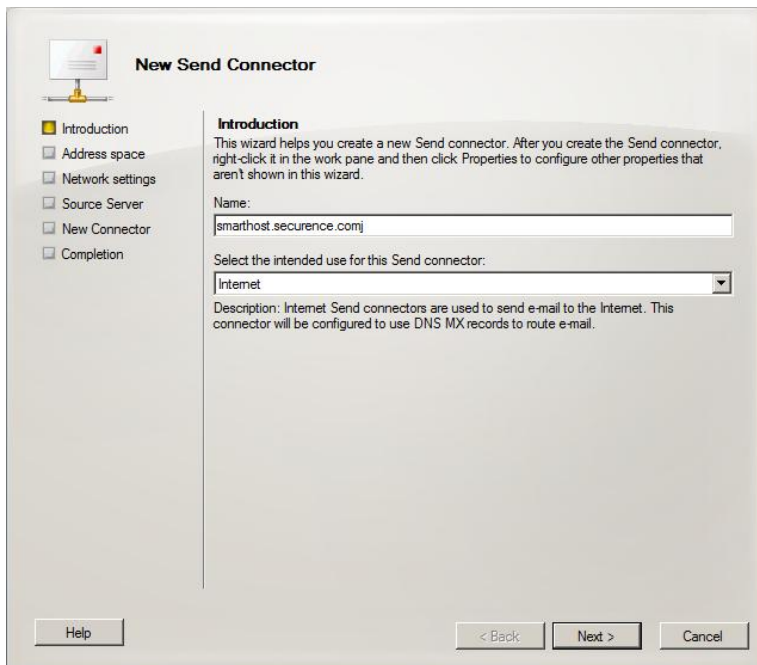 New Send Connector
Introduction
Address space
Network settings
Source Server
New Connector
Completion
Introduction
This wizard helps you create a new Send connector. After you create the Send connector,
right-click it in the work pane and then click Properties to configure other properties that
aren't shown in this wizard.
Name:
smarthost.securence.comj
Select the intended use for this Send connector:
Internet
Description: Internet Send connectors are used to send e-mail to the Internet. This
connector will be configured to use DNS MX records to route e-mail.
Help
< Back
Next >
Cancel